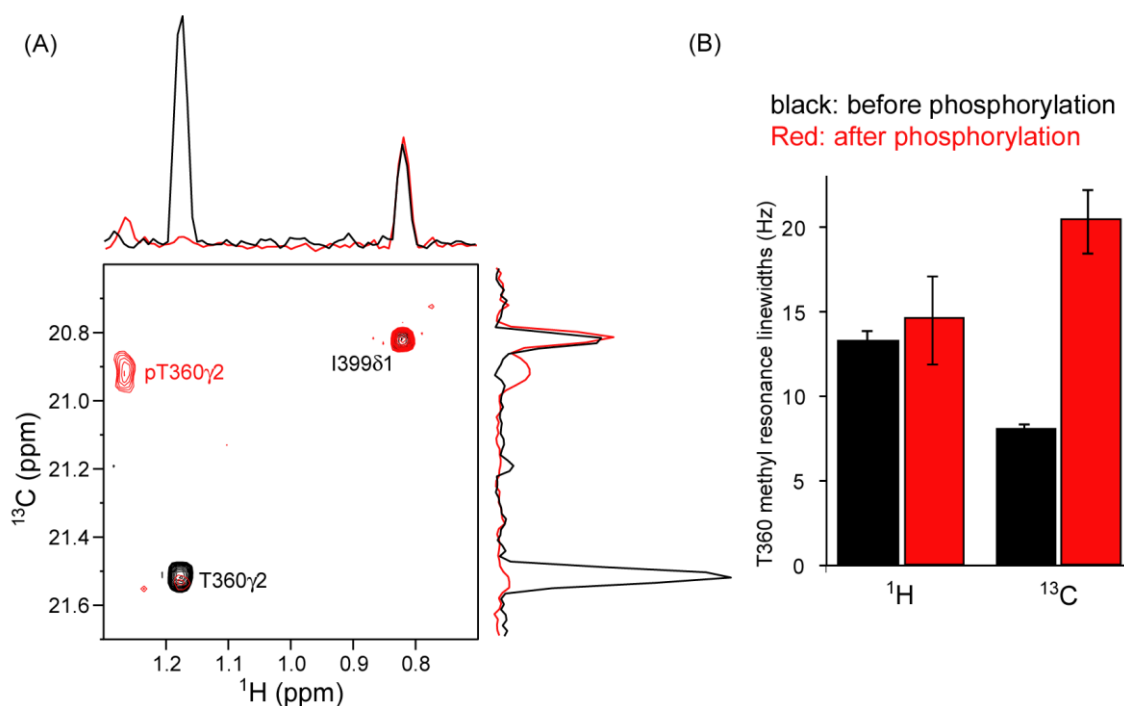 (A)
(B)
black: before phosphorylation
Red: after phosphorylation
20.8
21.0
21.2
21.4
21.6
¹³C (ppm)
I399δ1
pT360γ2
T360γ2
1.2
1.1
1.0
0.9
0.8
¹H (ppm)
T360 methyl resonance linewidths (Hz)
20
15
10
5
0
¹H
¹³C